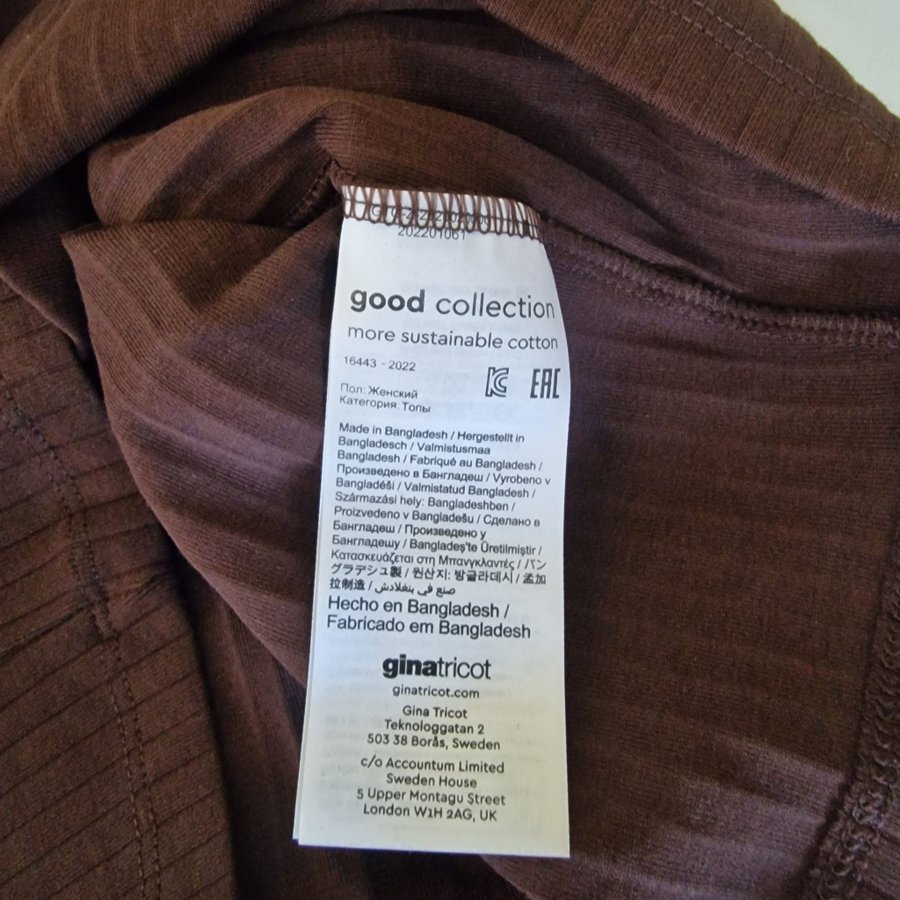 202201061
good collection
more sustainable cotton
16443 - 2022
EAC
Пол: Женский
Категория: Топы
Made in Bangladesh / Hergestellt in
Bangladesch / Valmistusmaa
Bangladesh / Fabriqué au Bangladesh /
Произведено в Бангладеш / Vyrobeno v
Bangladéši / Valmistatud Bangladesh /
Származási hely: Bangladeshben /
Proizvedeno v Bangladešu / Сделано в
Бангладеш / Произведено у
Бангладешу / Bangladeş'te Üretilmiştir /
Κατασκευάζεται στη Μπανγκλαντές / バン
グラデシュ製 / 원산지: 방글라데시 / 孟加
拉制造 / صنع في بنغلادش
Hecho en Bangladesh /
Fabricado em Bangladesh
ginatricot
ginatricot.com
Gina Tricot
Teknologgatan 2
503 38 Borås, Sweden
c/o Accountum Limited
Sweden House
5 Upper Montagu Street
London W1H 2AG, UK